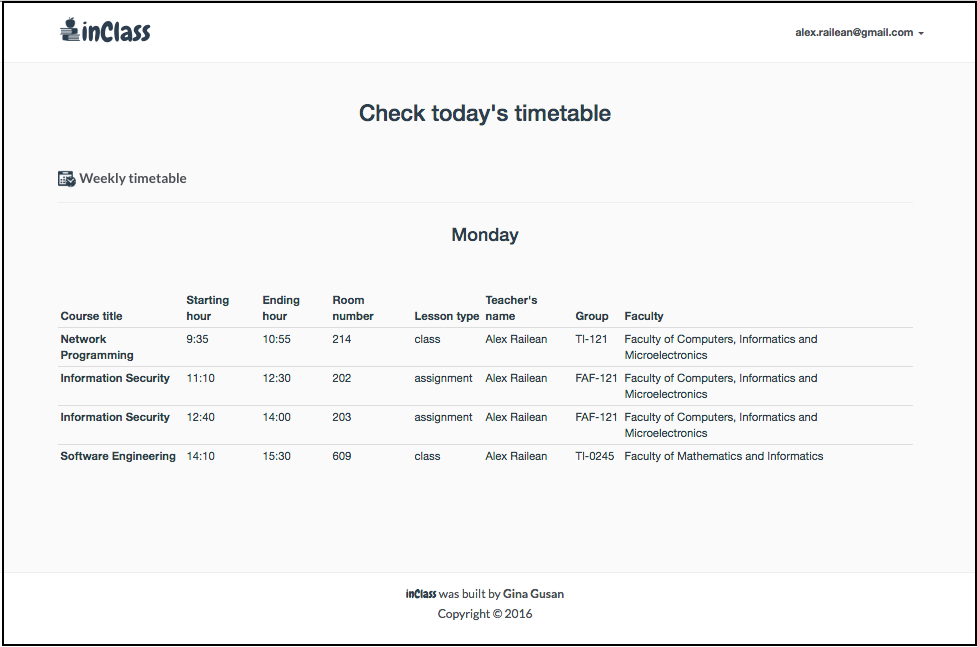 inClass
alex.railean@gmail.com
Check today's timetable
Weekly timetable
Monday
Course title Starting hour Ending hour Room number Lesson type Teacher's name Group Faculty
Network Programming 9:35 10:55 214 class Alex Railean TI-121 Faculty of Computers, Informatics and Microelectronics
Information Security 11:10 12:30 202 assignment Alex Railean FAF-121 Faculty of Computers, Informatics and Microelectronics
Information Security 12:40 14:00 203 assignment Alex Railean FAF-121 Faculty of Computers, Informatics and Microelectronics
Software Engineering 14:10 15:30 609 class Alex Railean TI-0245 Faculty of Mathematics and Informatics
inClass was built by Gina Gusan
Copyright © 2016